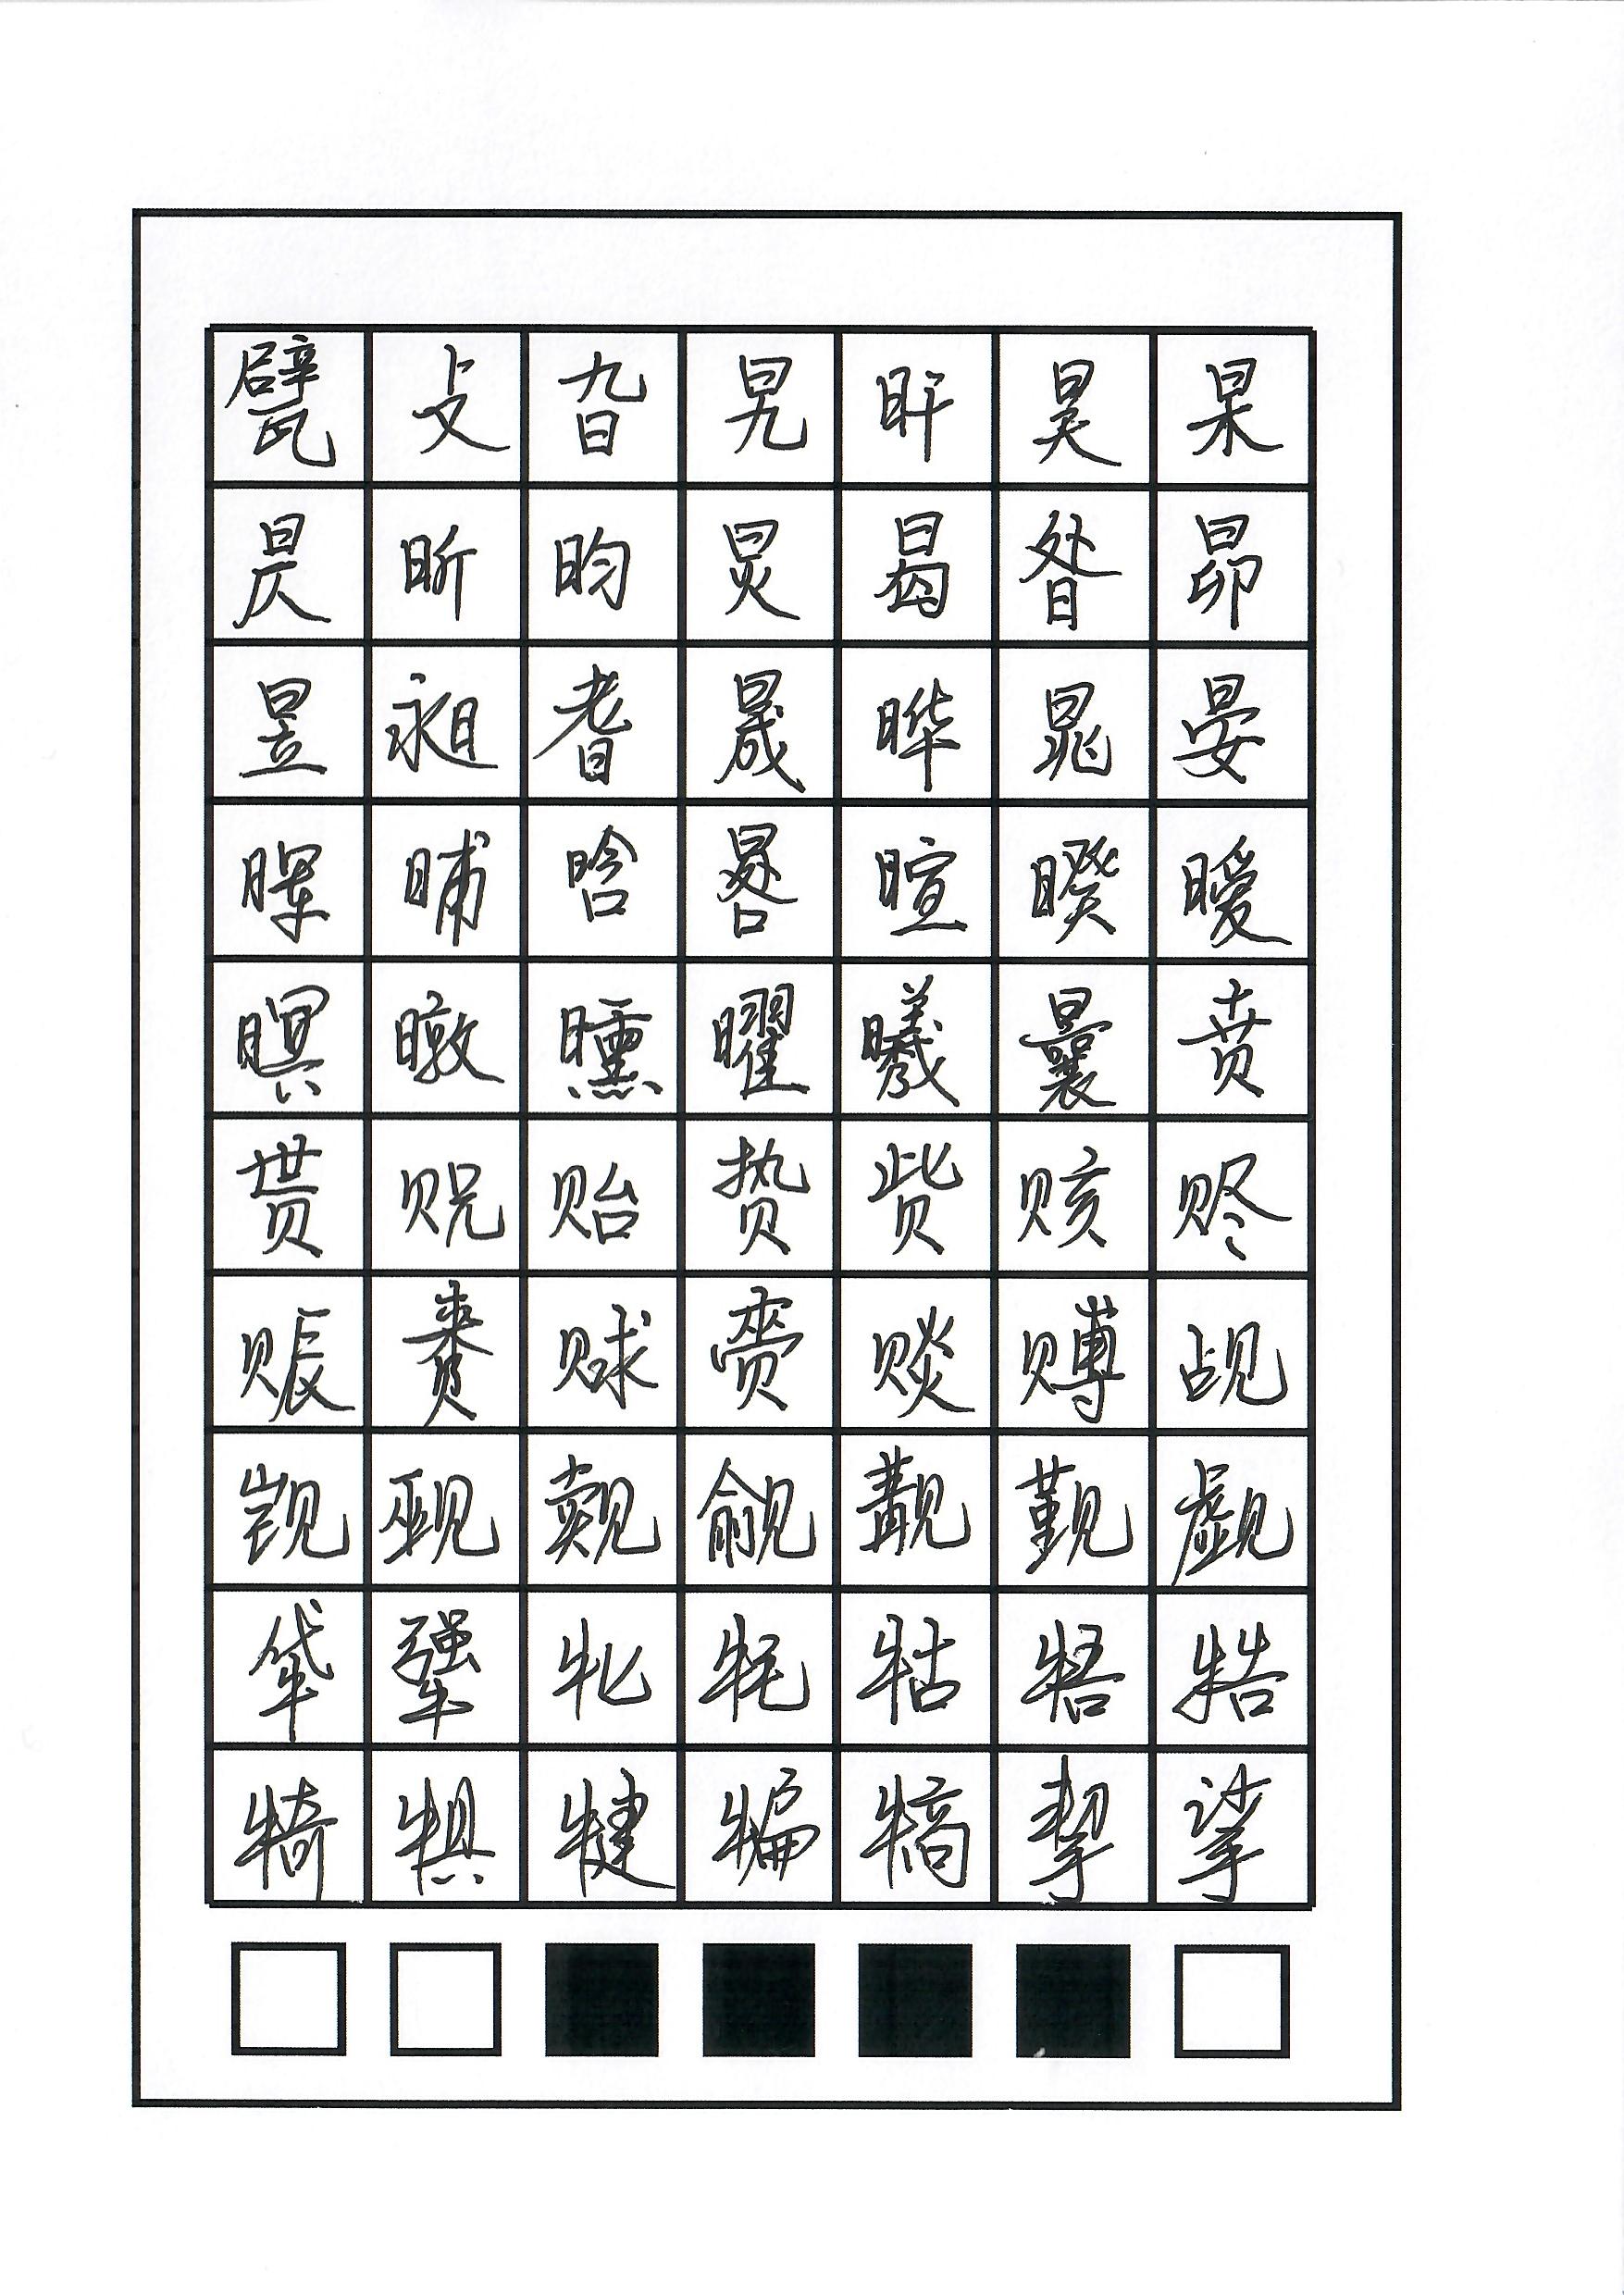 甓攴旮旯旰昊杲
昃昕昀炅曷昝昴
昱昶耆晟晔晁晏
晖晡晗晷暄暌暧
暝暾曛曜曦曩贲
贳贶贻贽赀赅赆
赈赉赇赍赕赙觇
觊觋觌觎觏觐觑
牮犟牝牦牯牾牿
犄犋犍犏犒挈挲